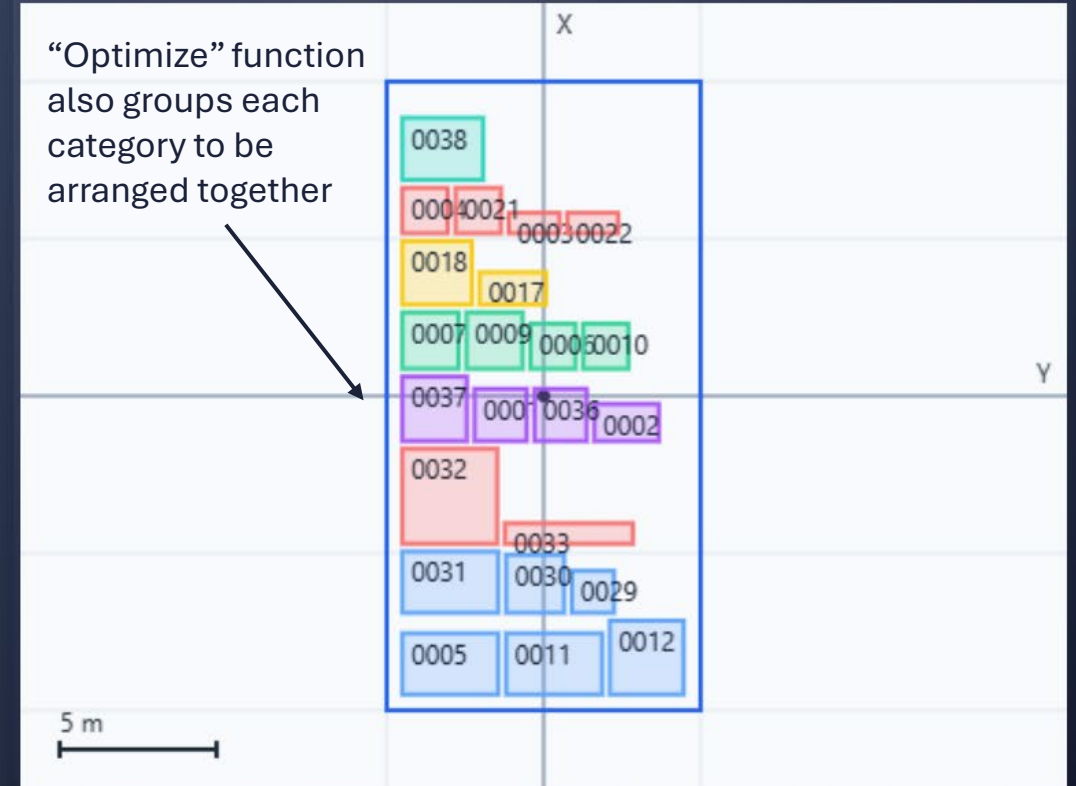 X
“Optimize” function
also groups each
category to be
arranged together
0038
0004 0021
0003 0022
0018
0017
0007 0009 0006 0010
Y
0037 0036 0002
0032
0033
0031 0030 0029
0005 0011 0012
5 m